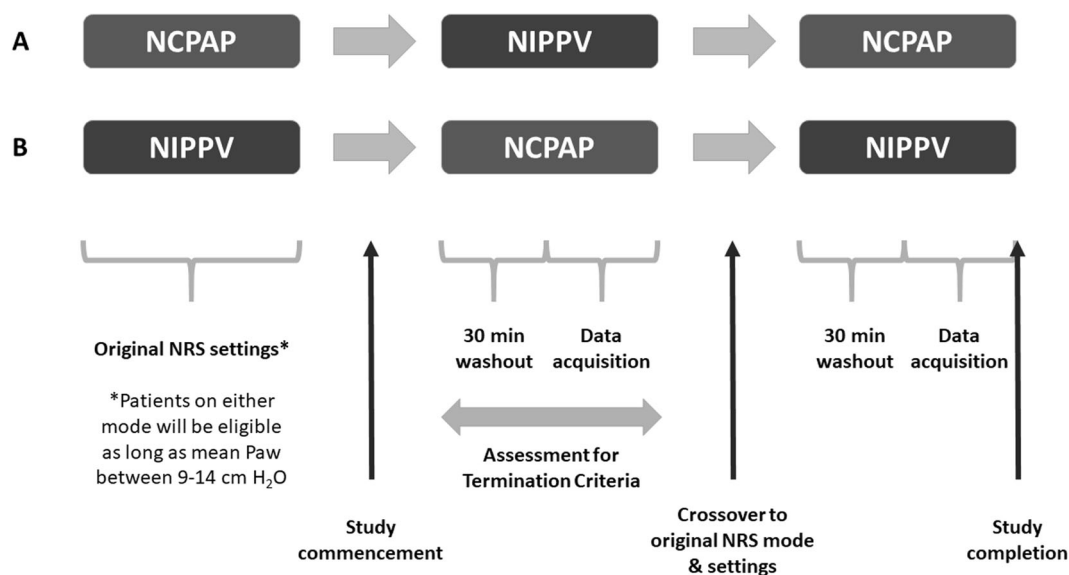 A
NCPAP
NIPPV
NCPAP
B
NIPPV
NCPAP
NIPPV
Original NRS settings*
*Patients on either
mode will be eligible
as long as mean Paw
between 9-14 cm H₂O
30 min
washout
Data
acquisition
30 min
washout
Data
acquisition
Assessment for
Termination Criteria
Study
commencement
Crossover to
original NRS mode
& settings
Study
completion